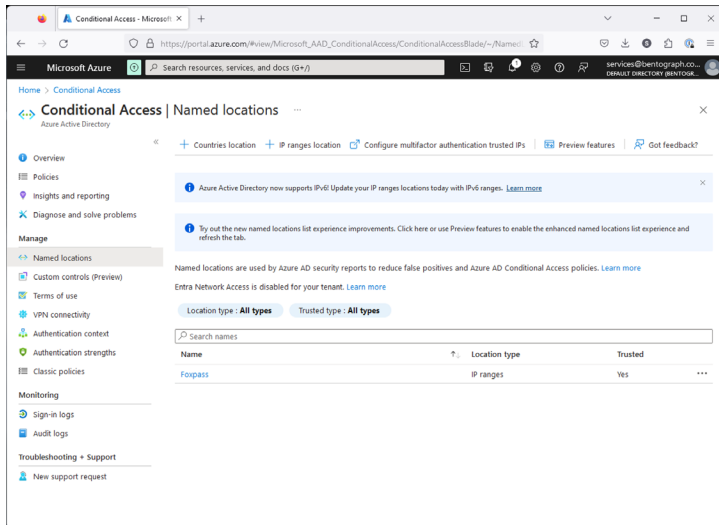 Conditional Access - Microsoft
https://portal.azure.com/#view/Microsoft_AAD_ConditionalAccess/ConditionalAccessBlade/~/Named
Microsoft Azure
Search resources, services, and docs (G+/)
1
services@bentograph.co...
DEFAULT DIRECTORY (BENTOGR...
Home > Conditional Access
Conditional Access | Named locations ...
Azure Active Directory
Overview
Policies
Insights and reporting
Diagnose and solve problems
Manage
Named locations
Custom controls (Preview)
Terms of use
VPN connectivity
Authentication context
Authentication strengths
Classic policies
Monitoring
Sign-in logs
Audit logs
Troubleshooting + Support
New support request
+ Countries location + IP ranges location Configure multifactor authentication trusted IPs Preview features Got feedback?
Azure Active Directory now supports IPv6! Update your IP ranges locations today with IPv6 ranges. Learn more
Try out the new named locations list experience improvements. Click here or use Preview features to enable the enhanced named locations list experience and
refresh the tab.
Named locations are used by Azure AD security reports to reduce false positives and Azure AD Conditional Access policies. Learn more
Entra Network Access is disabled for your tenant. Learn more
Location type : All types Trusted type : All types
Search names
Name Location type Trusted
Foxpass IP ranges Yes ...